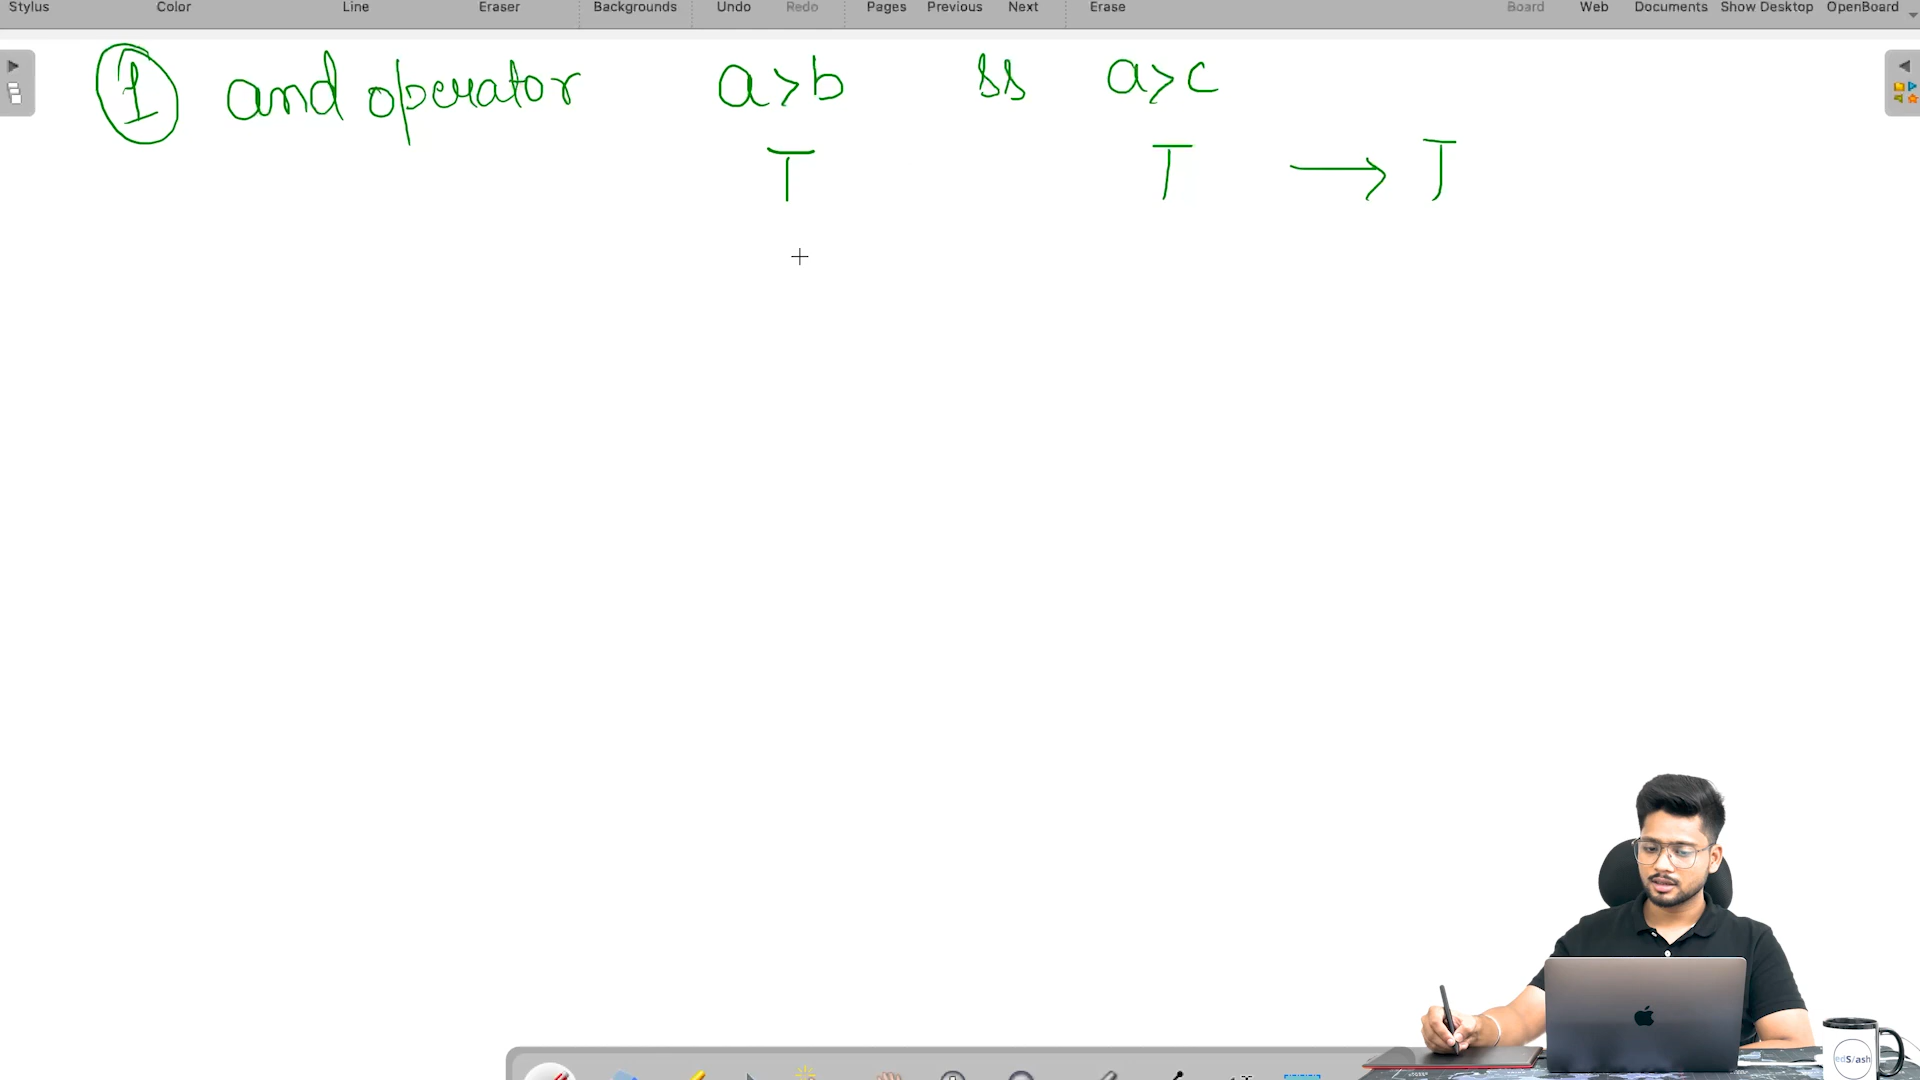 Stylus Color Line Eraser Backgrounds Undo Redo Pages Previous Next Erase Board Web Documents Show Desktop OpenBoard
1 and operator a>b && a>c
T T → T
edSlash